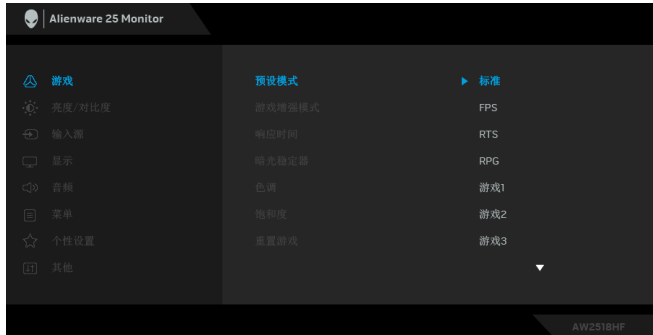 Alienware 25 Monitor
游戏 预设模式 标准
亮度/对比度 游戏增强模式 FPS
输入源 响应时间 RTS
显示 暗光稳定器 RPG
音频 色调 游戏1
菜单 饱和度 游戏2
个性设置 重置游戏 游戏3
其他
AW2518HF